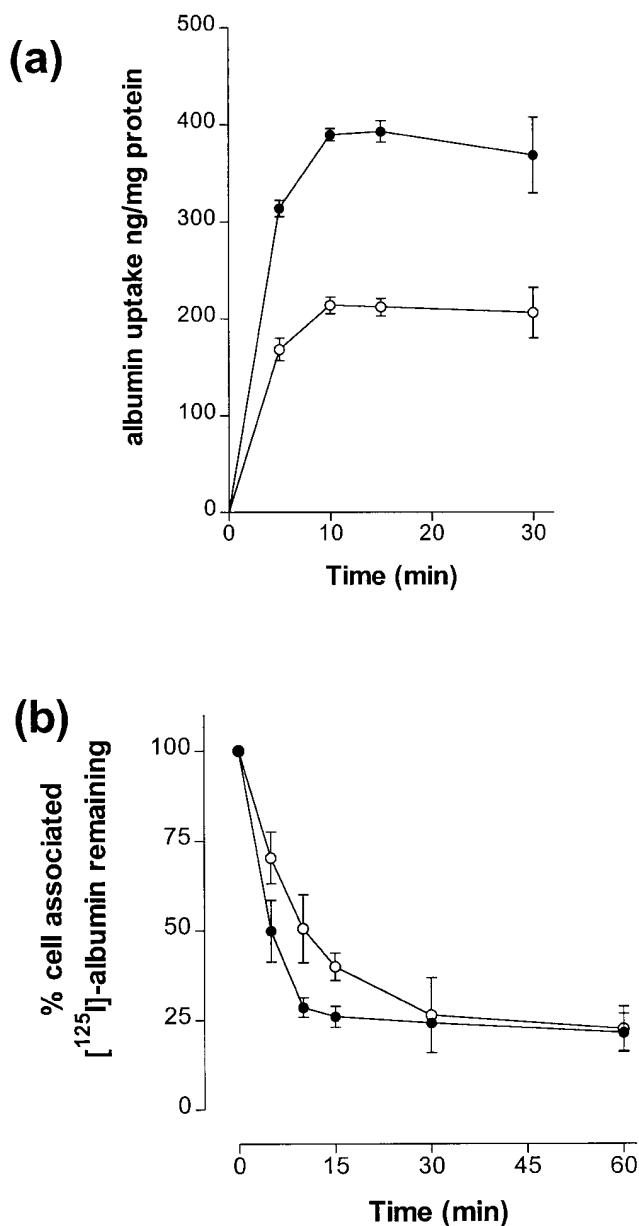 (a)
albumin uptake ng/mg protein
500
400
300
200
100
0
0 10 20 30
Time (min)
(b)
% cell associated
[¹²⁵I]-albumin remaining
100
75
50
25
0
0 15 30 45 60
Time (min)